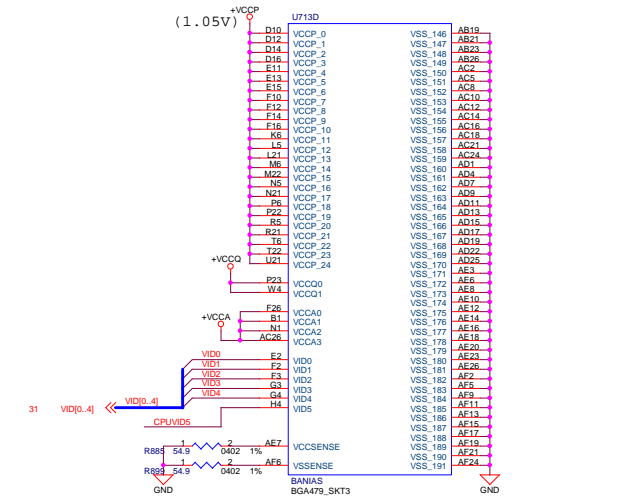 +VCCP
(1.05V)
U713D
D10 VCCP_0 VSS_146 AB19
D12 VCCP_1 VSS_147 AB21
D14 VCCP_2 VSS_148 AB23
D16 VCCP_3 VSS_149 AB26
E11 VCCP_4 VSS_150 AC2
E13 VCCP_5 VSS_151 AC5
E15 VCCP_6 VSS_152 AC8
F10 VCCP_7 VSS_153 AC10
F12 VCCP_8 VSS_154 AC12
F14 VCCP_9 VSS_155 AC14
F16 VCCP_10 VSS_156 AC16
K6 VCCP_11 VSS_157 AC18
L5 VCCP_12 VSS_158 AC21
L21 VCCP_13 VSS_159 AC24
M6 VCCP_14 VSS_160 AD1
M22 VCCP_15 VSS_161 AD4
N5 VCCP_16 VSS_162 AD7
N21 VCCP_17 VSS_163 AD9
P6 VCCP_18 VSS_164 AD11
P22 VCCP_19 VSS_165 AD13
R5 VCCP_20 VSS_166 AD15
R21 VCCP_21 VSS_167 AD17
T6 VCCP_22 VSS_168 AD19
T22 VCCP_23 VSS_169 AD22
U21 VCCP_24 VSS_170 AD25
+VCCQ
VSS_171 AE3
P23 VCCQ0 VSS_172 AE6
W4 VCCQ1 VSS_173 AE8
VSS_174 AE10
F26 VCCA0 VSS_175 AE12
+VCCA
B1 VCCA1 VSS_176 AE14
N1 VCCA2 VSS_177 AE16
AC26 VCCA3 VSS_178 AE18
VSS_179 AE20
VID0 E2 VID0 VSS_180 AE23
VID1 F2 VID1 VSS_181 AE26
VID2 F3 VID2 VSS_182 AF2
VID3 G3 VID3 VSS_183 AF5
VID4 G4 VID4 VSS_184 AF9
31 VID[0..4] VID[0..4] H4 VID5 VSS_185 AF11
VSS_186 AF13
CPUVID5 VSS_187 AF15
VSS_188 AF17
R885 1 54.9 2 0402 1% AE7 VCCSENSE VSS_189 AF19
VSS_190 AF21
R899 1 54.9 2 0402 1% AF6 VSSENSE VSS_191 AF24
GND BANIAS GND
BGA479_SKT3